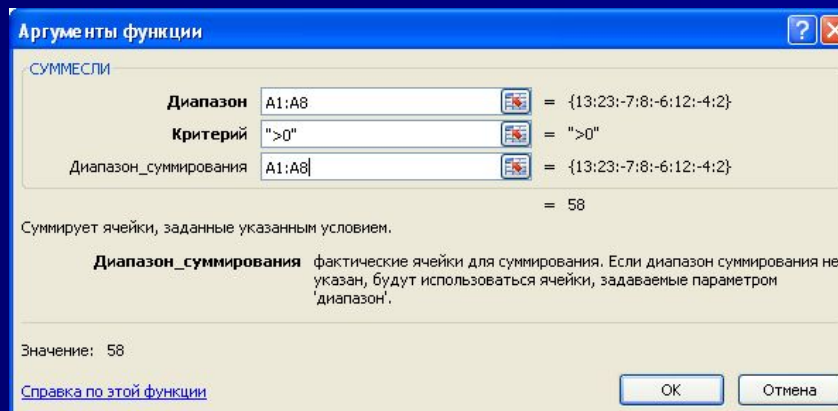 Аргументы функции
СУММЕСЛИ
Диапазон A1:A8 = {13:23:-7:8:-6:12:-4:2}
Критерий ">0" = ">0"
Диапазон_суммирования A1:A8 = {13:23:-7:8:-6:12:-4:2}
= 58
Суммирует ячейки, заданные указанным условием.
Диапазон_суммирования фактические ячейки для суммирования. Если диапазон суммирования не
указан, будут использоваться ячейки, задаваемые параметром
'диапазон'.
Значение: 58
Справка по этой функции
ОК Отмена